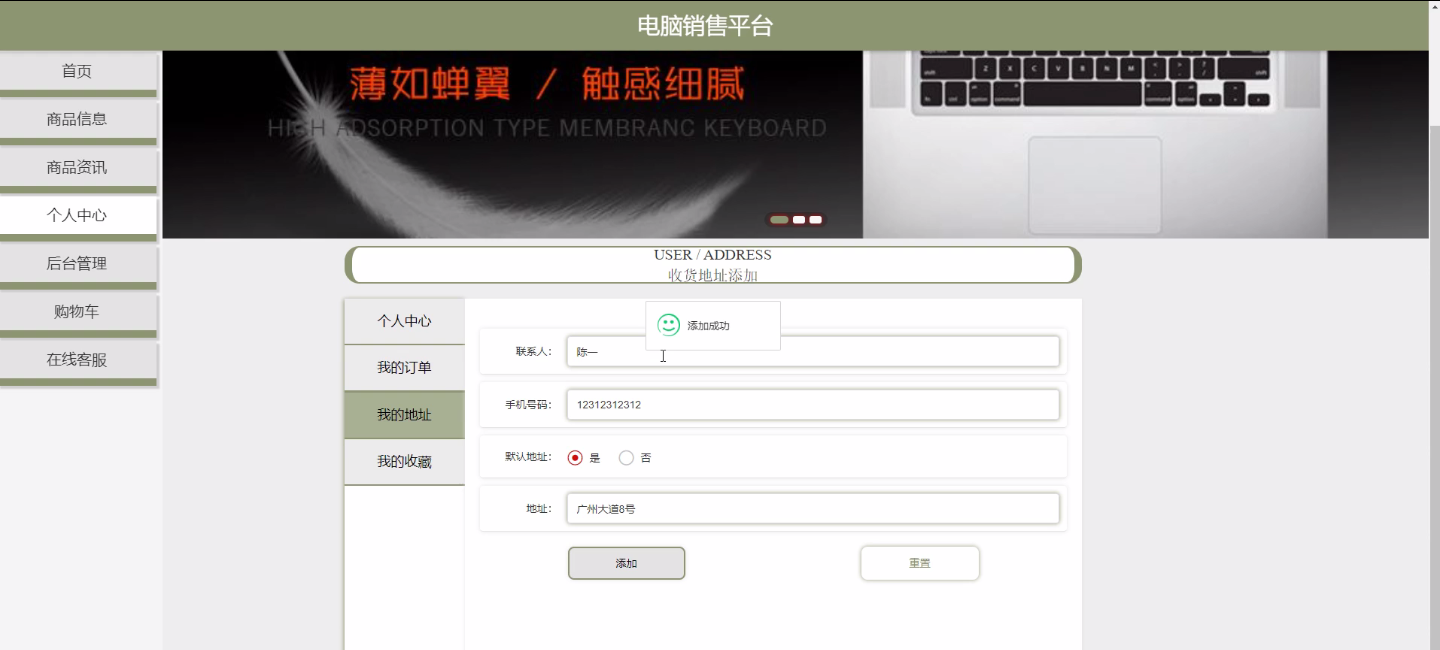 电脑销售平台
首页
商品信息
商品资讯
个人中心
后台管理
购物车
在线客服
薄如蝉翼 / 触感细腻
HIGH ADSORPTION TYPE MEMBRANC KEYBOARD
USER / ADDRESS
收货地址添加
个人中心
我的订单
我的地址
我的收藏
添加成功
联系人：
陈一
手机号码：
12312312312
默认地址：
是
否
地址：
广州大道8号
添加
重置